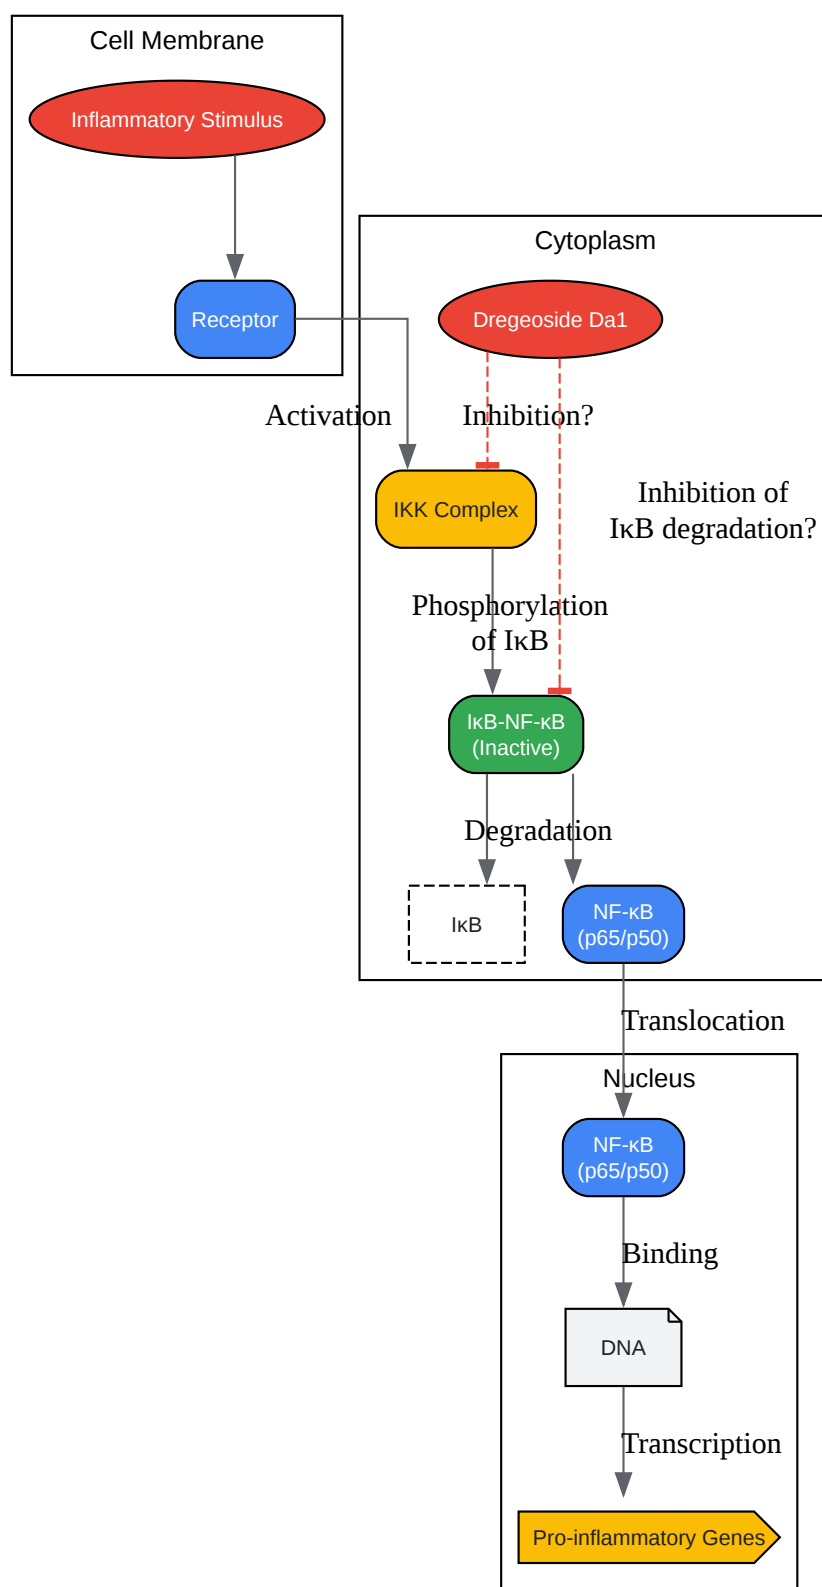 Cell Membrane
Inflammatory Stimulus
Receptor
Cytoplasm
Dregeoside Da1
Activation
Inhibition?
IKK Complex
Inhibition of
IκB degradation?
Phosphorylation
of IκB
IκB-NF-κB
(Inactive)
Degradation
IκB
NF-κB
(p65/p50)
Translocation
Nucleus
NF-κB
(p65/p50)
Binding
DNA
Transcription
Pro-inflammatory Genes